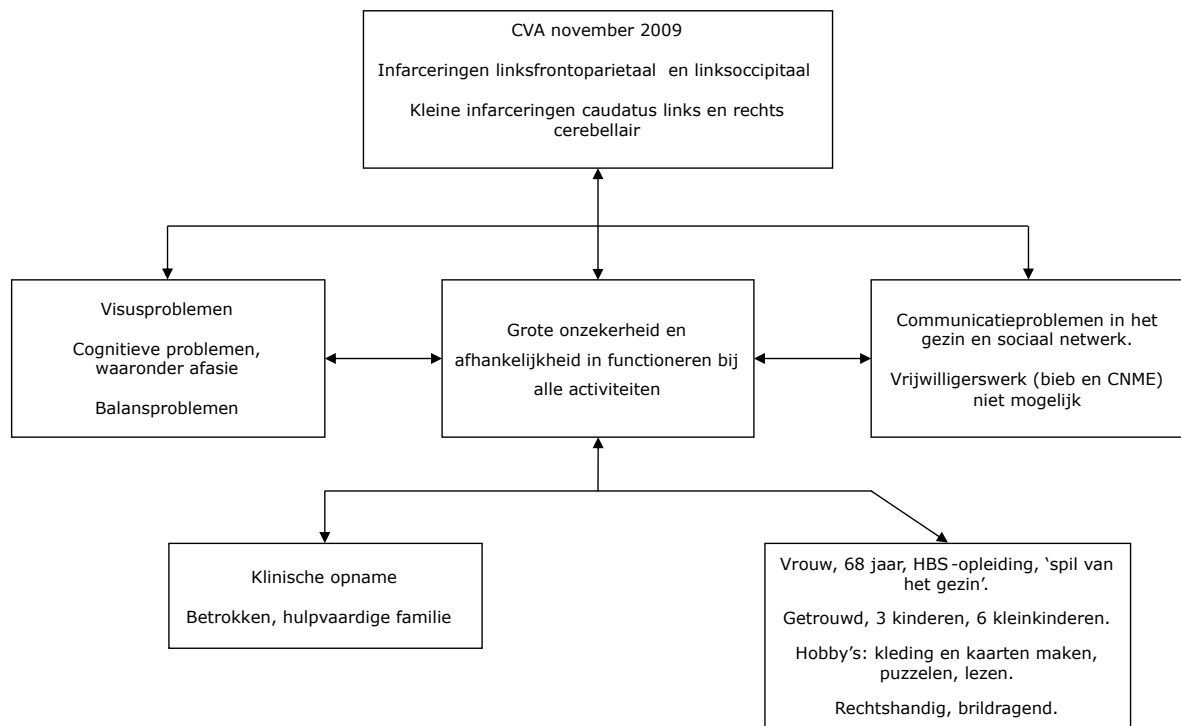 CVA november 2009
Infarceringen linksfrontoparietaal en linksoccipitaal
Kleine infarceringen caudatus links en rechts
cerebellair
Visusproblemen
Cognitieve problemen,
waaronder afasie
Balansproblemen
Grote onzekerheid en
afhankelijkheid in functioneren bij
alle activiteiten
Communicatieproblemen in het
gezin en sociaal netwerk.
Vrijwilligerswerk (bieb en CNME)
niet mogelijk
Klinische opname
Betrokken, hulpvaardige familie
Vrouw, 68 jaar, HBS-opleiding, ‘spil van
het gezin’.
Getrouwd, 3 kinderen, 6 kleinkinderen.
Hobby’s: kleding en kaarten maken,
puzzelen, lezen.
Rechtshandig, brildragend.